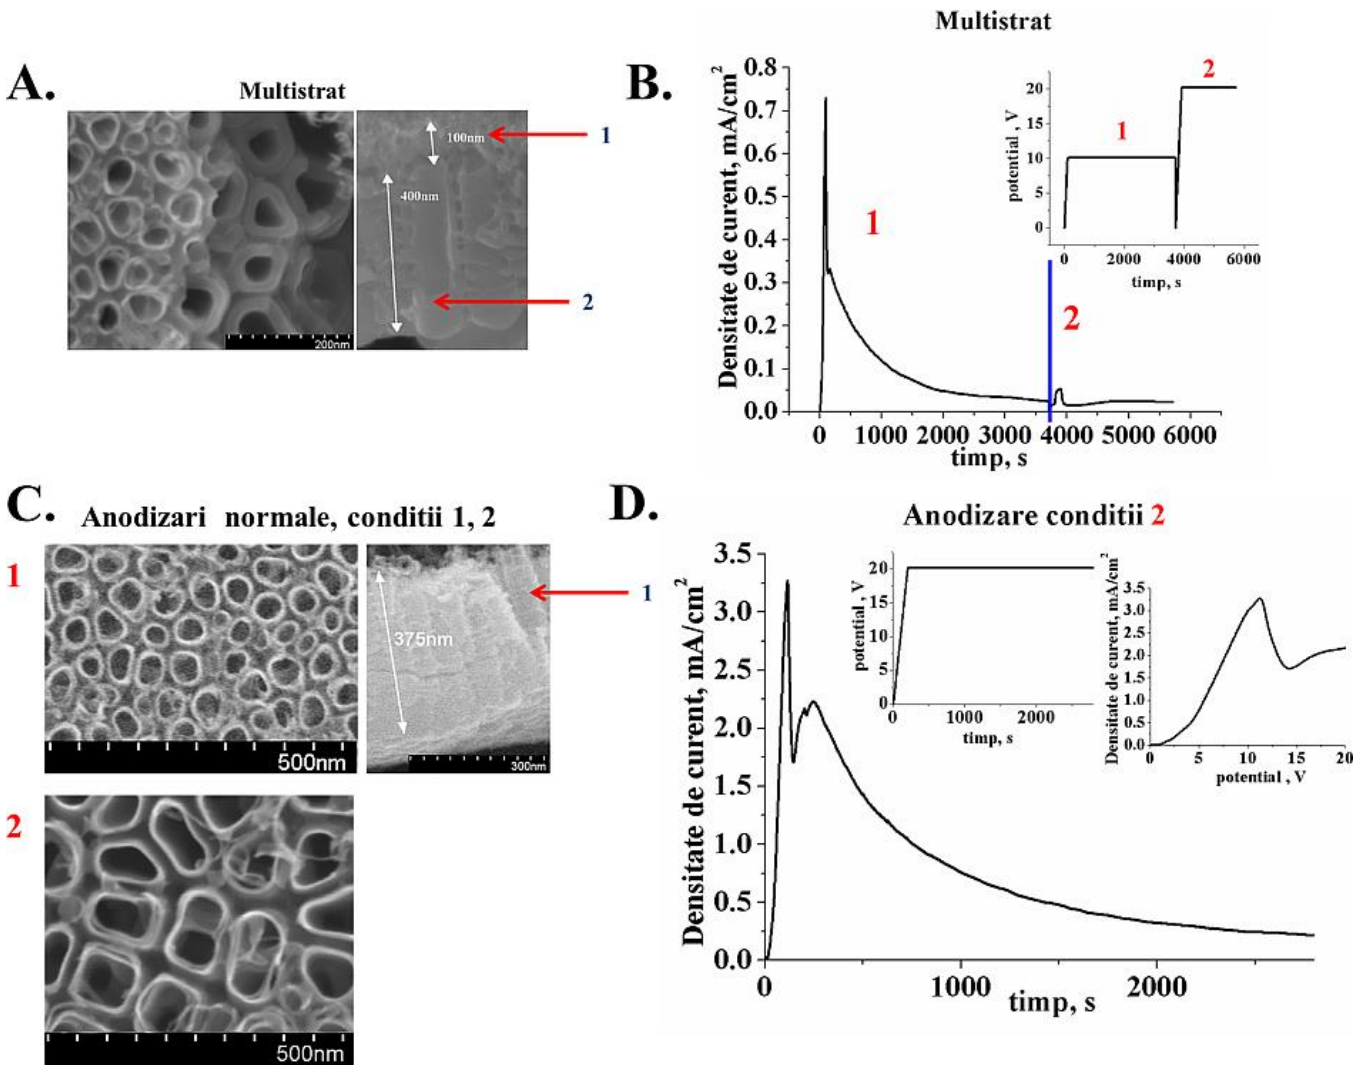 A.
Multistrat
200nm
100nm
400nm
1
2
B.
Multistrat
Densitate de curent, mA/cm²
0.8
0.7
0.6
0.5
0.4
0.3
0.2
0.1
0.0
0 1000 2000 3000 4000 5000 6000
timp, s
1
2
potential , V
20
15
10
5
0
0 2000 4000 6000
timp, s
1
2
C.
Anodizari normale, conditii 1, 2
1
500nm
375nm
300nm
1
2
500nm
D.
Anodizare conditii 2
Densitate de curent, mA/cm²
3.5
3.0
2.5
2.0
1.5
1.0
0.5
0.0
0 1000 2000
timp, s
potential , V
20
15
10
5
0
0 1000 2000
timp, s
Densitate de curent, mA/cm²
3.5
3.0
2.5
2.0
1.5
1.0
0.5
0.0
0 5 10 15 20
potential , V